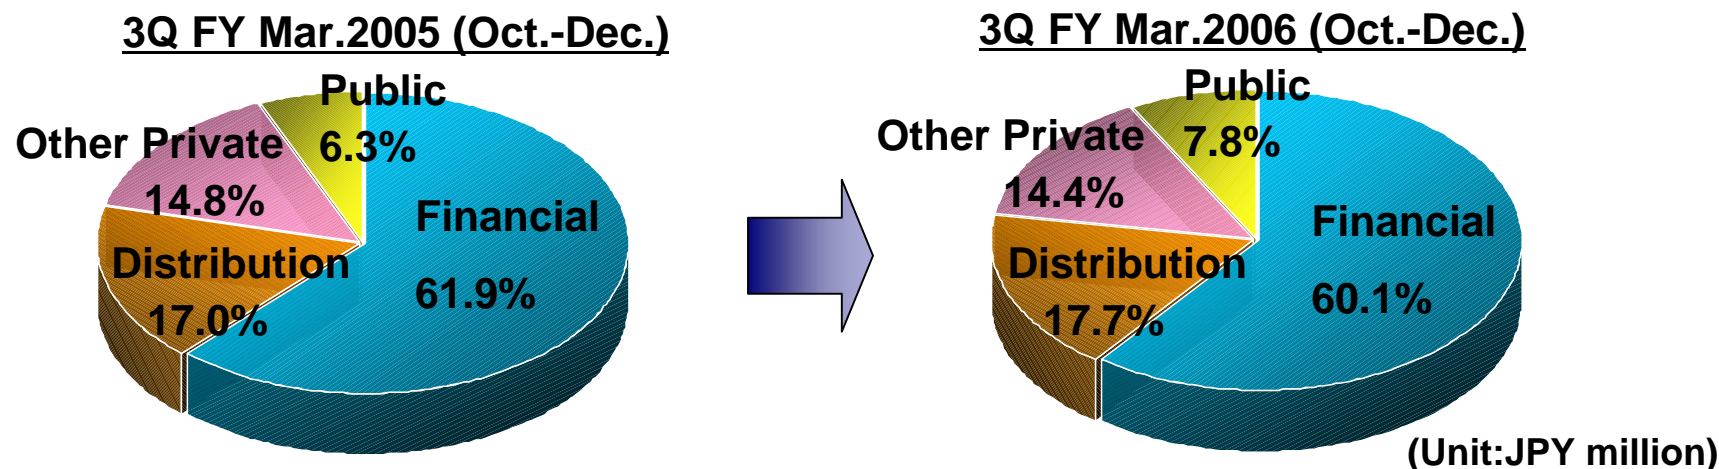 3Q FY Mar.2005 (Oct.-Dec.)
Public
6.3%
Other Private
14.8%
Financial
61.9%
Distribution
17.0%
3Q FY Mar.2006 (Oct.-Dec.)
Public
7.8%
Other Private
14.4%
Financial
60.1%
Distribution
17.7%
(Unit:JPY million)